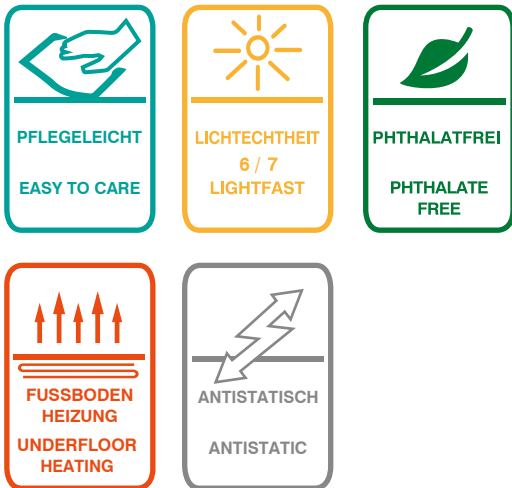 PFLEGELEICHT
EASY TO CARE
LICHTECHTHEIT
6 / 7
LIGHTFAST
PHTHALATFREI
PHTHALATE
FREE
FUSSBODEN
HEIZUNG
UNDERFLOOR
HEATING
ANTISTATISCH
ANTISTATIC